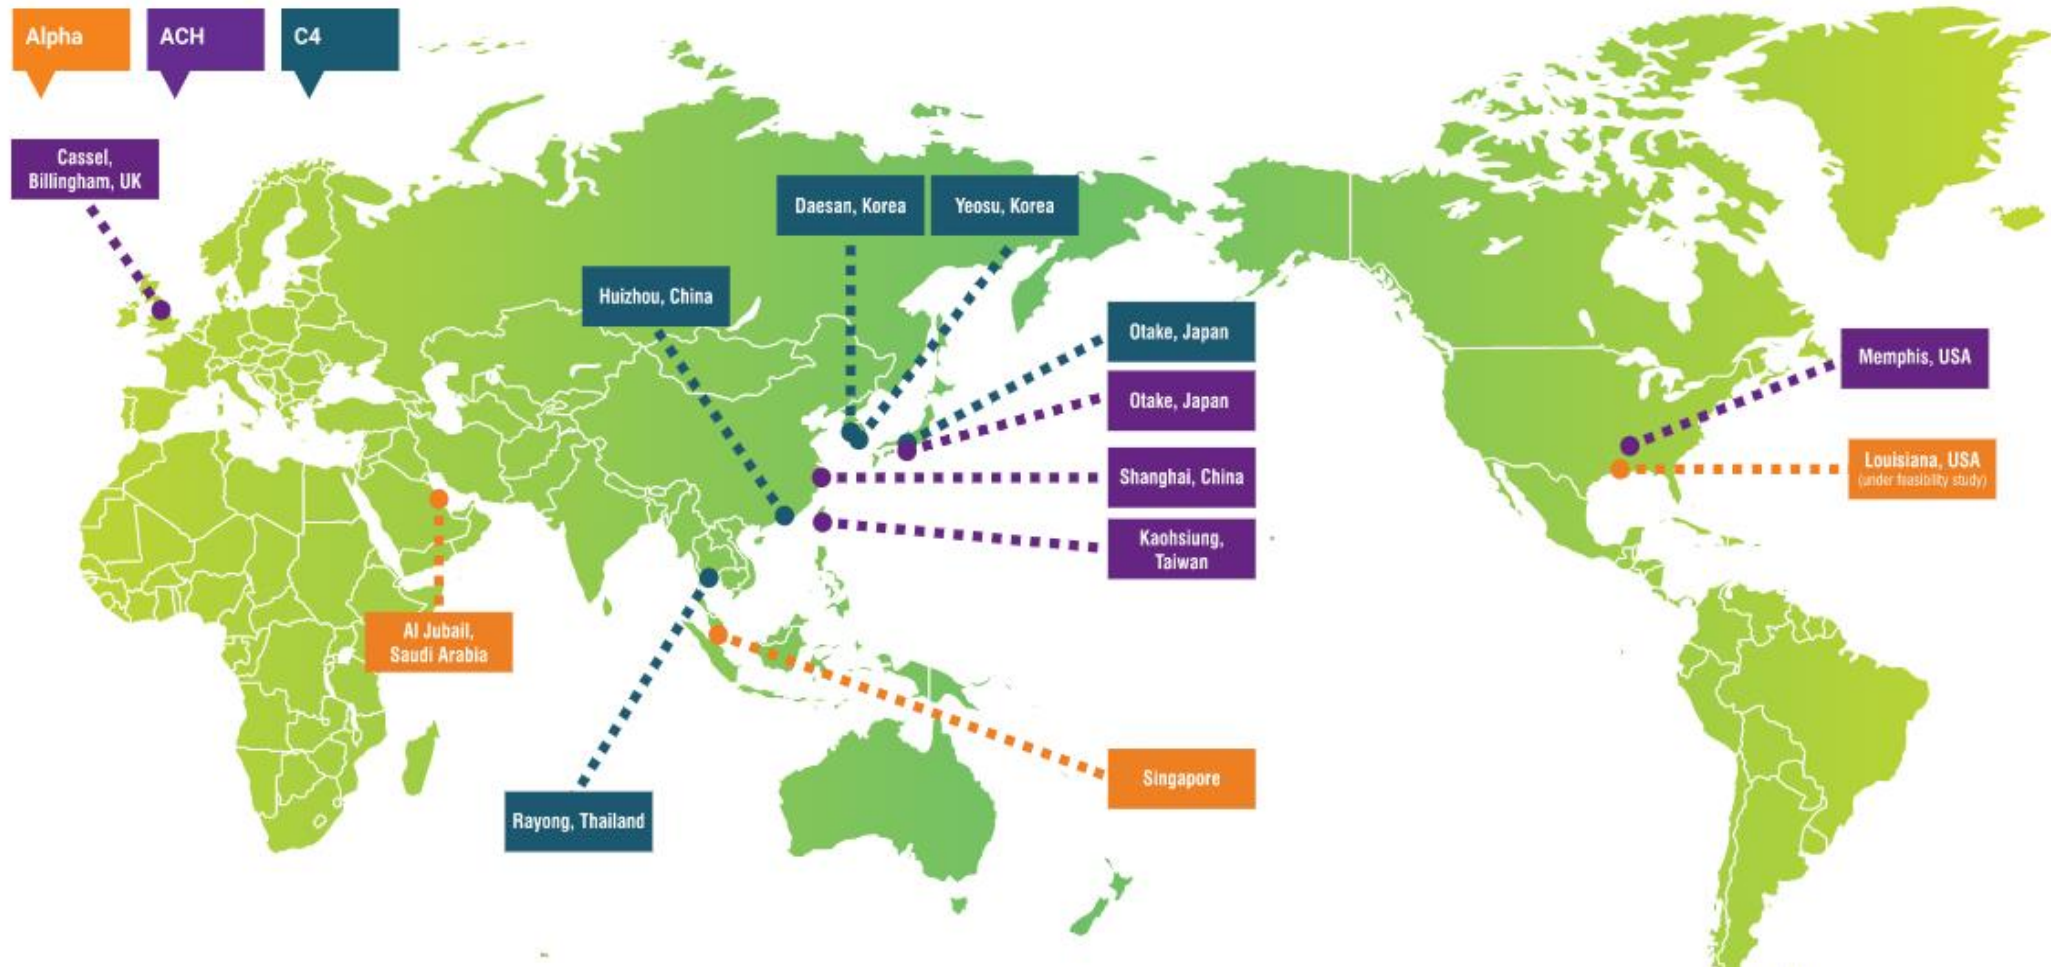 Alpha
ACH
C4
Cassel,
Billingham, UK
Daesan, Korea
Yeosu, Korea
Huizhou, China
Otake, Japan
Otake, Japan
Memphis, USA
Shanghai, China
Louisiana, USA
(under feasibility study)
Kaohsiung,
Taiwan
Al Jubail,
Saudi Arabia
Singapore
Rayong, Thailand